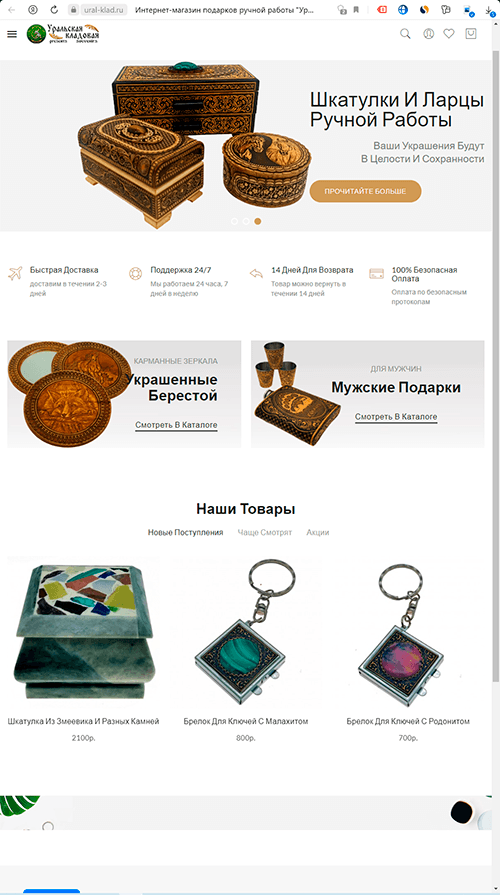 ural-klad.ru Интернет-магазин подарков ручной работы "Ур...
Уральская
кладовая
Шкатулки И Ларцы
Ручной Работы
Ваши Украшения Будут
В Целости И Сохранности
ПРОЧИТАЙТЕ БОЛЬШЕ
Быстрая Доставка
доставим в течении 2-3
дней
Поддержка 24/7
Мы работаем 24 часа, 7
дней в неделю
14 Дней Для Возврата
Товар можно вернуть в
течении 14 дней
100% Безопасная
Оплата
Оплата по безопасным
протоколам
КАРМАННЫЕ ЗЕРКАЛА
Украшенные
Берестой
Смотреть В Каталоге
ДЛЯ МУЖЧИН
Мужские Подарки
Смотреть В Каталоге
Наши Товары
Новые Поступления Чаще Смотрят Акции
Шкатулка Из Змеевика И Разных Камней
2100р.
Брелок Для Ключей С Малахитом
800р.
Брелок Для Ключей С Родонитом
700р.